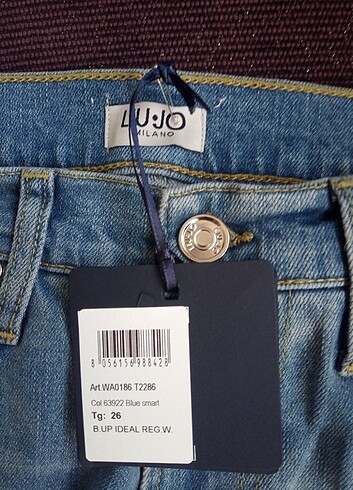 LIU·JO
MILANO
8 056156 988428
Art.WA0186 T2286
Col 63922 Blue smart
Tg: 26
B.UP IDEAL REG.W.